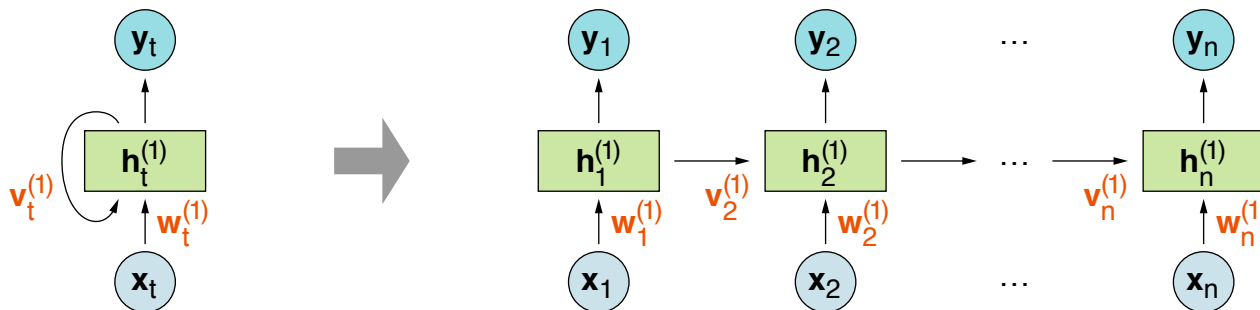 y_t y_1 y_2 ... y_n
h_t^(1) h_1^(1) h_2^(1) ... h_n^(1)
v_t^(1) w_t^(1) w_1^(1) v_2^(1) w_2^(1) v_n^(1) w_n^(1
x_t x_1 x_2 ... x_n